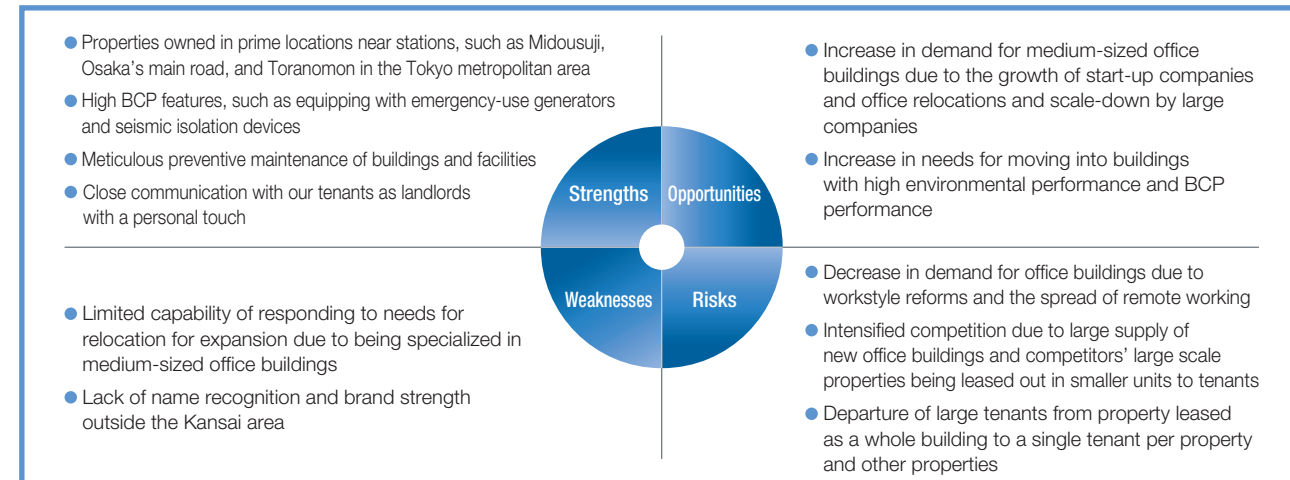 ● Properties owned in prime locations near stations, such as Midousuji,
Osaka's main road, and Toranomon in the Tokyo metropolitan area
● High BCP features, such as equipping with emergency-use generators
and seismic isolation devices
● Meticulous preventive maintenance of buildings and facilities
● Close communication with our tenants as landlords
with a personal touch
● Increase in demand for medium-sized office
buildings due to the growth of start-up companies
and office relocations and scale-down by large
companies
● Increase in needs for moving into buildings
with high environmental performance and BCP
performance
Strengths
Opportunities
Weaknesses
Risks
● Limited capability of responding to needs for
relocation for expansion due to being specialized in
medium-sized office buildings
● Lack of name recognition and brand strength
outside the Kansai area
● Decrease in demand for office buildings due to
workstyle reforms and the spread of remote working
● Intensified competition due to large supply of
new office buildings and competitors' large scale
properties being leased out in smaller units to tenants
● Departure of large tenants from property leased
as a whole building to a single tenant per property
and other properties